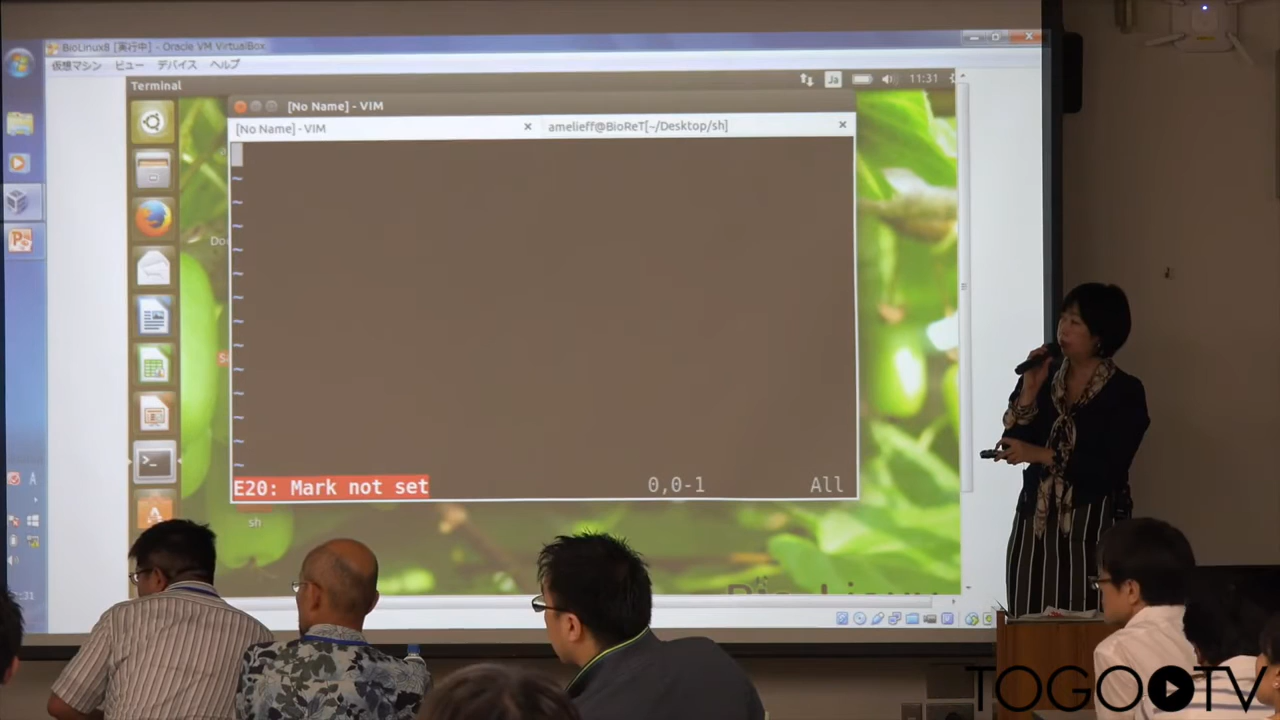 BioLinux8 [実行中] - Oracle VM VirtualBox
仮想マシン ビュー デバイス ヘルプ
Terminal
Ja
11:31
[No Name] - VIM
[No Name] - VIM
amelieff@BioReT[~/Desktop/sh]
~
~
~
~
~
~
~
~
~
~
~
~
~
E20: Mark not set
0,0-1
All
sh
TOGO TV